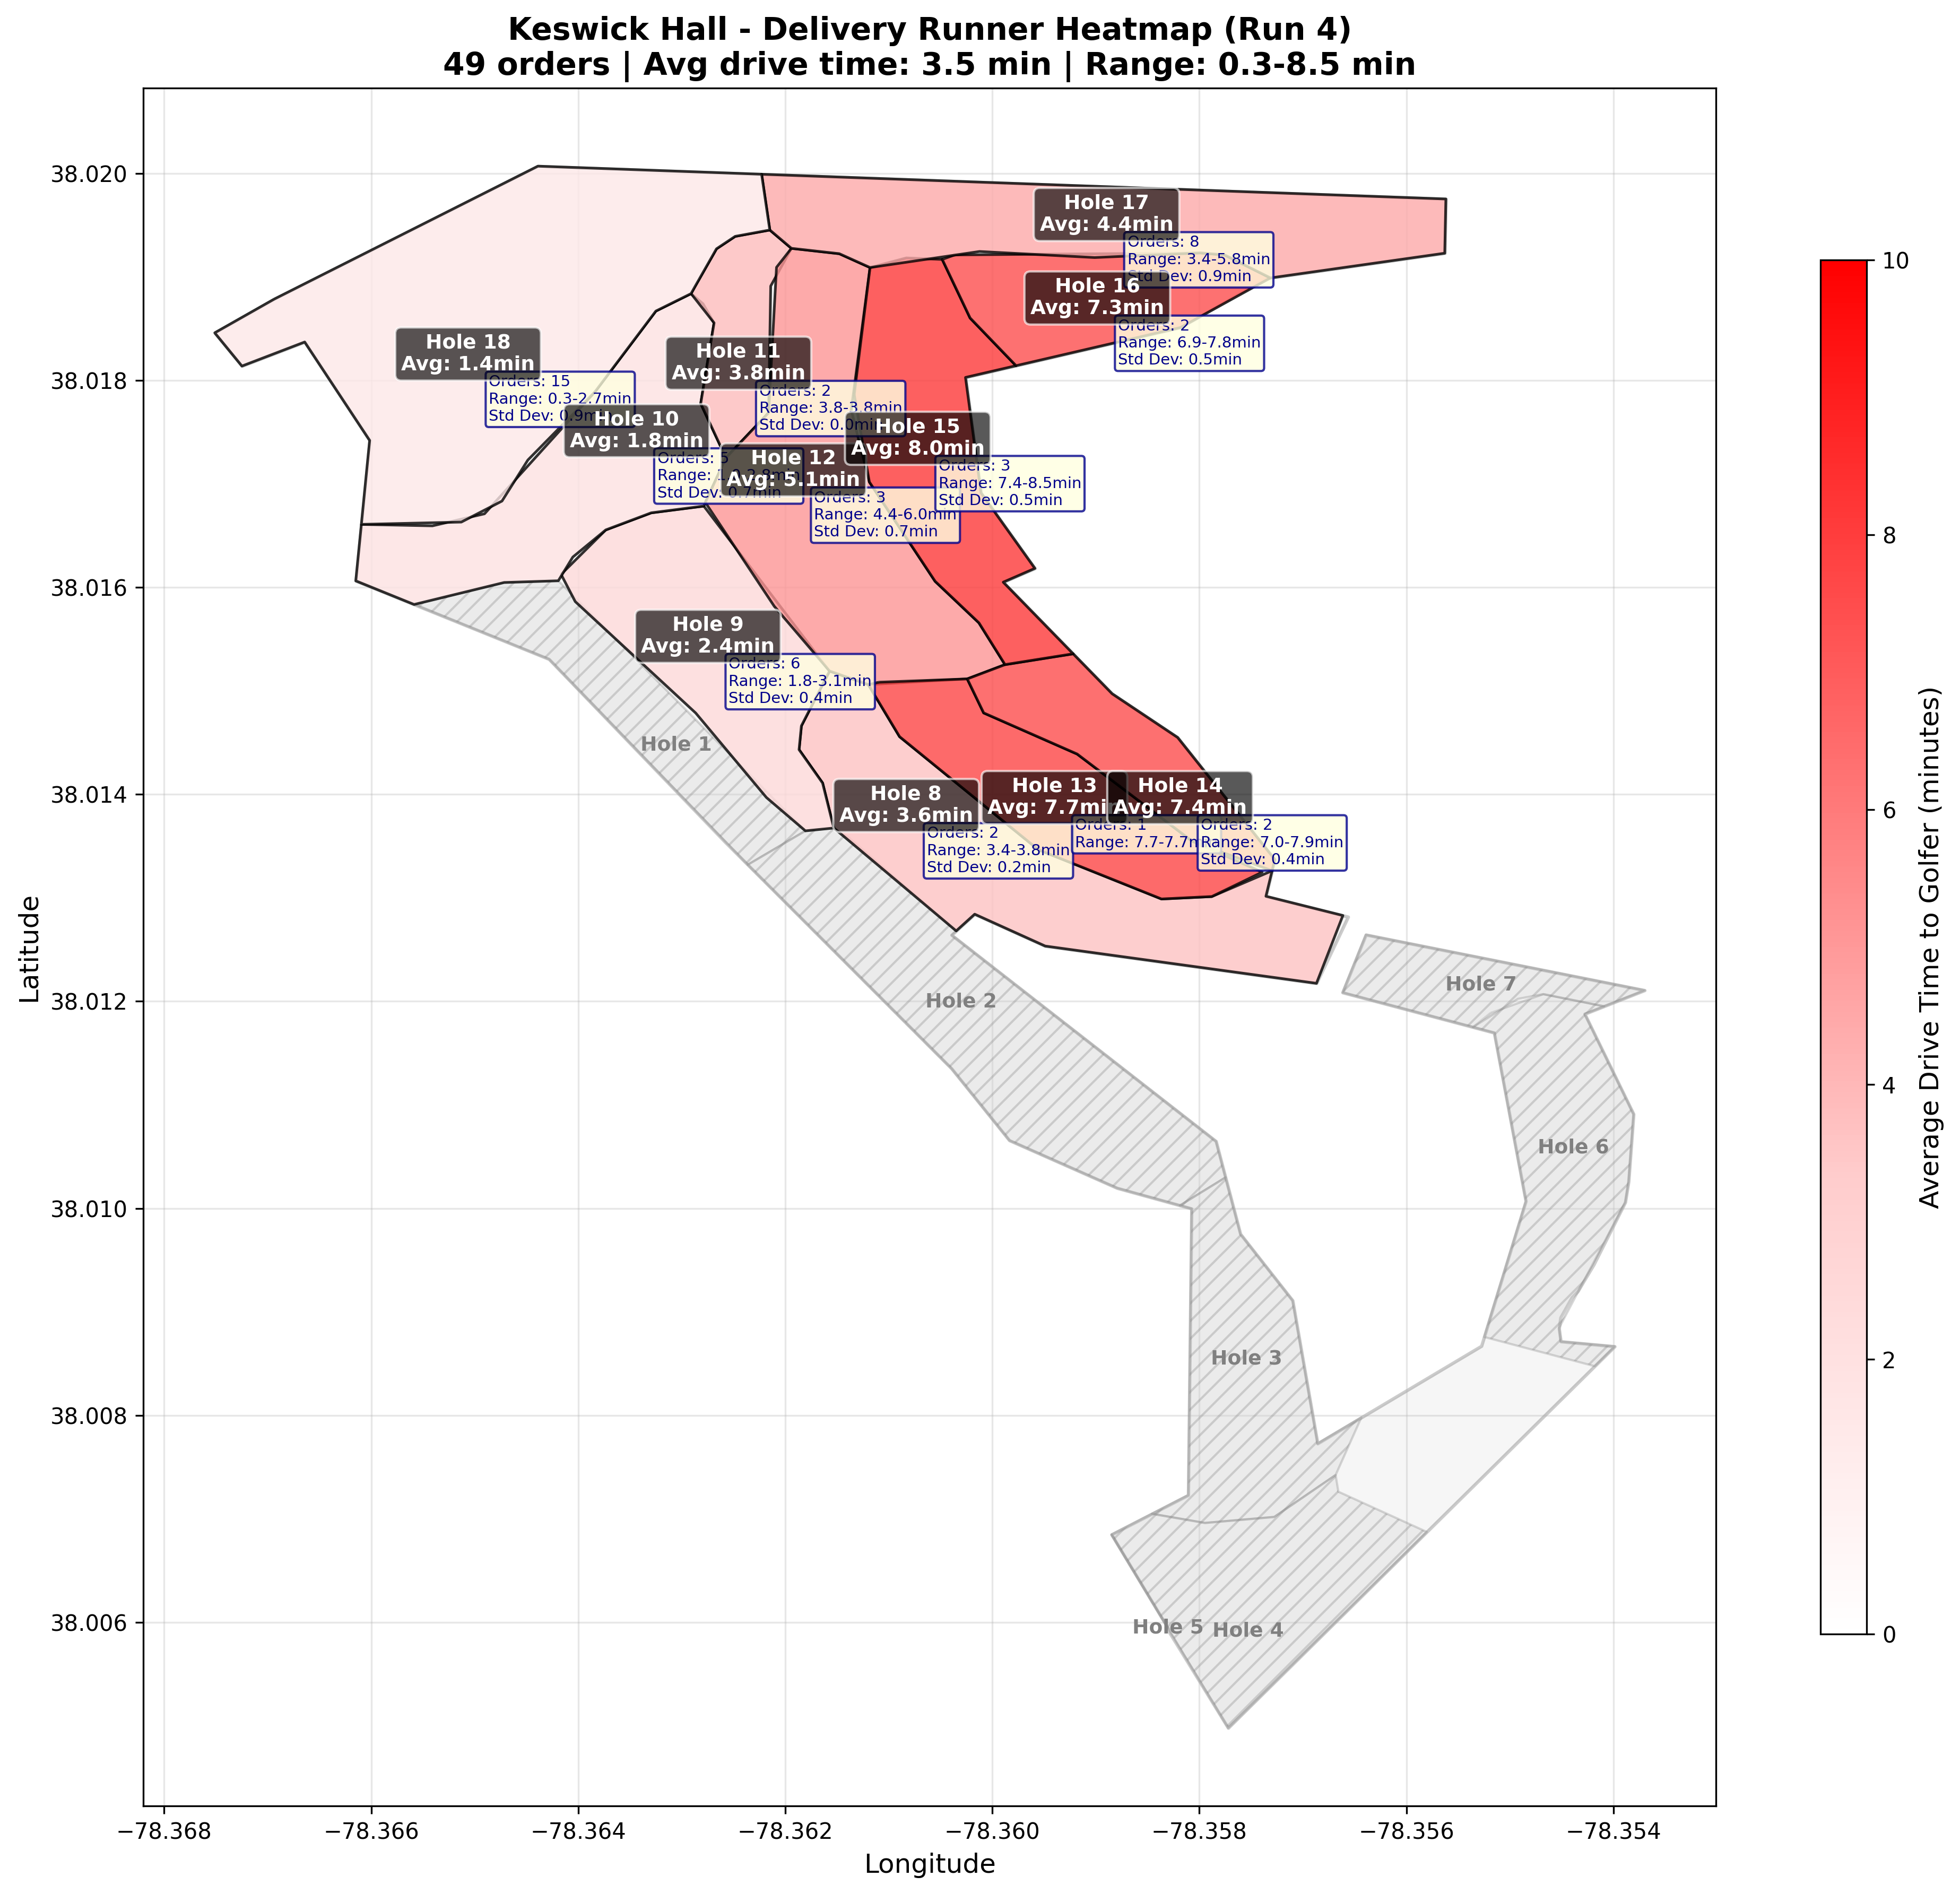 Keswick Hall - Delivery Runner Heatmap (Run 4)
49 orders | Avg drive time: 3.5 min | Range: 0.3-8.5 min
Hole 17
Avg: 4.4min
Orders: 8
Range: 3.4-5.8min
Std Dev: 0.9min
Hole 16
Avg: 7.3min
Orders: 2
Range: 6.9-7.8min
Std Dev: 0.5min
Hole 18
Avg: 1.4min
Orders: 15
Range: 0.3-2.7min
Std Dev: 0.9min
Hole 11
Avg: 3.8min
Orders: 2
Range: 3.8-3.8min
Std Dev: 0.0min
Hole 10
Avg: 1.8min
Orders: 5
Range:
Std Dev: 0.7min
Hole 15
Avg: 8.0min
Orders: 3
Range: 7.4-8.5min
Std Dev: 0.5min
Hole 12
Avg: 5.1min
Orders: 3
Range: 4.4-6.0min
Std Dev: 0.7min
Hole 9
Avg: 2.4min
Orders: 6
Range: 1.8-3.1min
Std Dev: 0.4min
Hole 1
Hole 8
Avg: 3.6min
Orders: 2
Range: 3.4-3.8min
Std Dev: 0.2min
Hole 13
Avg: 7.7min
Orders: 1
Range: 7.7-7.7m
Hole 14
Avg: 7.4min
Orders: 2
Range: 7.0-7.9min
Std Dev: 0.4min
Hole 2
Hole 7
Hole 6
Hole 3
Hole 5
Hole 4
38.020
38.018
38.016
38.014
38.012
38.010
38.008
38.006
Latitude
−78.368
−78.366
−78.364
−78.362
−78.360
−78.358
−78.356
−78.354
Longitude
10
8
6
4
2
0
Average Drive Time to Golfer (minutes)